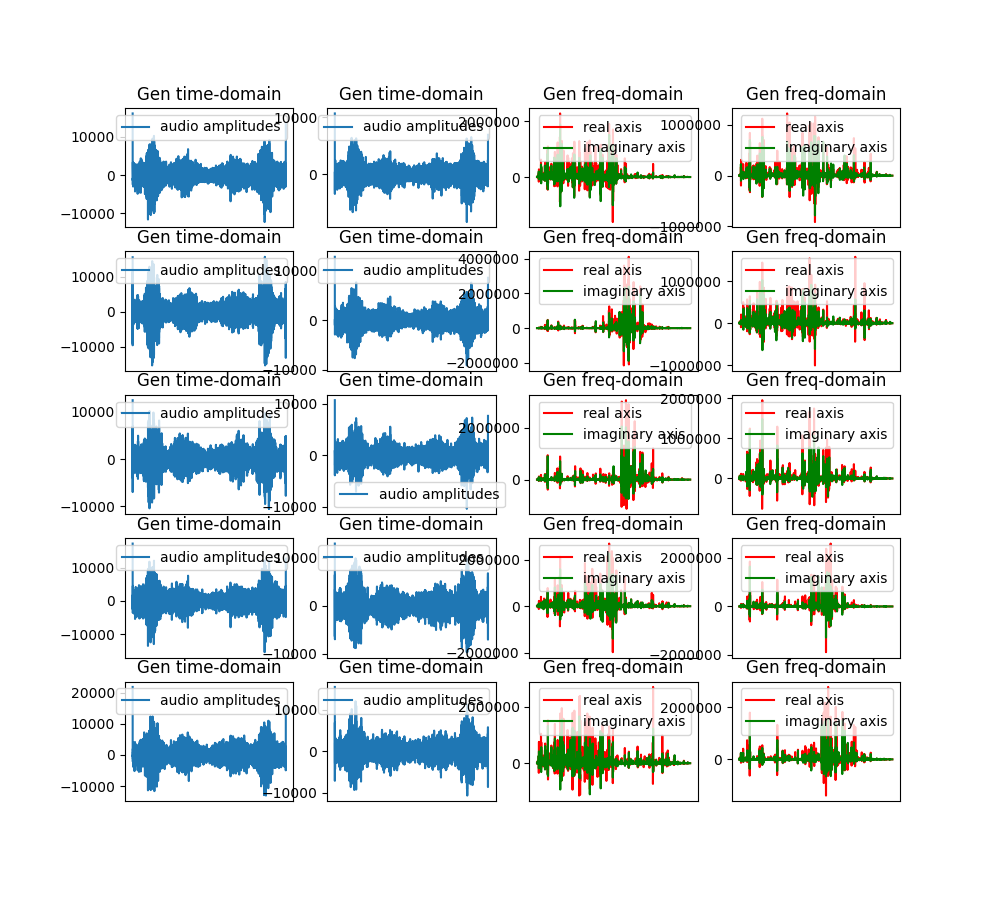 Gen time-domain Gen time-domain Gen freq-domain Gen freq-domain
10000 audio amplitudes 10000 audio amplitudes 2000000 real axis 1000000 real axis
imaginary axis imaginary axis
0 0 0 0
−10000 1000000
Gen time-domain Gen time-domain Gen freq-domain Gen freq-domain
10000 audio amplitudes 10000 audio amplitudes 4000000 real axis 1000000 real axis
2000000 imaginary axis imaginary axis
0 0 0 0
−10000 −10000 −2000000 −1000000
Gen time-domain Gen time-domain Gen freq-domain Gen freq-domain
10000 audio amplitudes 10000 2000000 real axis 2000000 real axis
imaginary axis 1000000 imaginary axis
0 0 0 0
−10000 −10000 audio amplitudes
Gen time-domain Gen time-domain Gen freq-domain Gen freq-domain
10000 audio amplitudes 10000 audio amplitudes 2000000 real axis 2000000 real axis
imaginary axis imaginary axis
0 0 0 0
−10000 −10000 −2000000 −2000000
Gen time-domain Gen time-domain Gen freq-domain Gen freq-domain
20000 audio amplitudes 10000 audio amplitudes 2000000 real axis 2000000 real axis
10000 imaginary axis imaginary axis
0 0 0 0
−10000 −10000